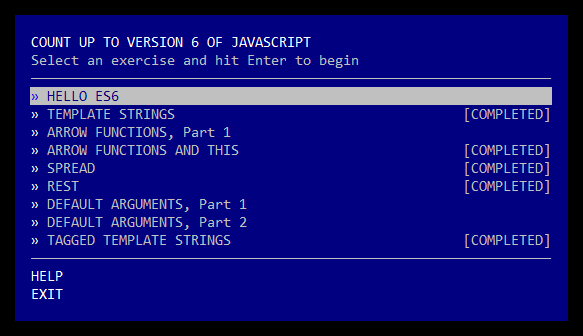 COUNT UP TO VERSION 6 OF JAVASCRIPT
Select an exercise and hit Enter to begin
» HELLO ES6
» TEMPLATE STRINGS [COMPLETED]
» ARROW FUNCTIONS, Part 1
» ARROW FUNCTIONS AND THIS [COMPLETED]
» SPREAD [COMPLETED]
» REST [COMPLETED]
» DEFAULT ARGUMENTS, Part 1
» DEFAULT ARGUMENTS, Part 2
» TAGGED TEMPLATE STRINGS [COMPLETED]
HELP
EXIT